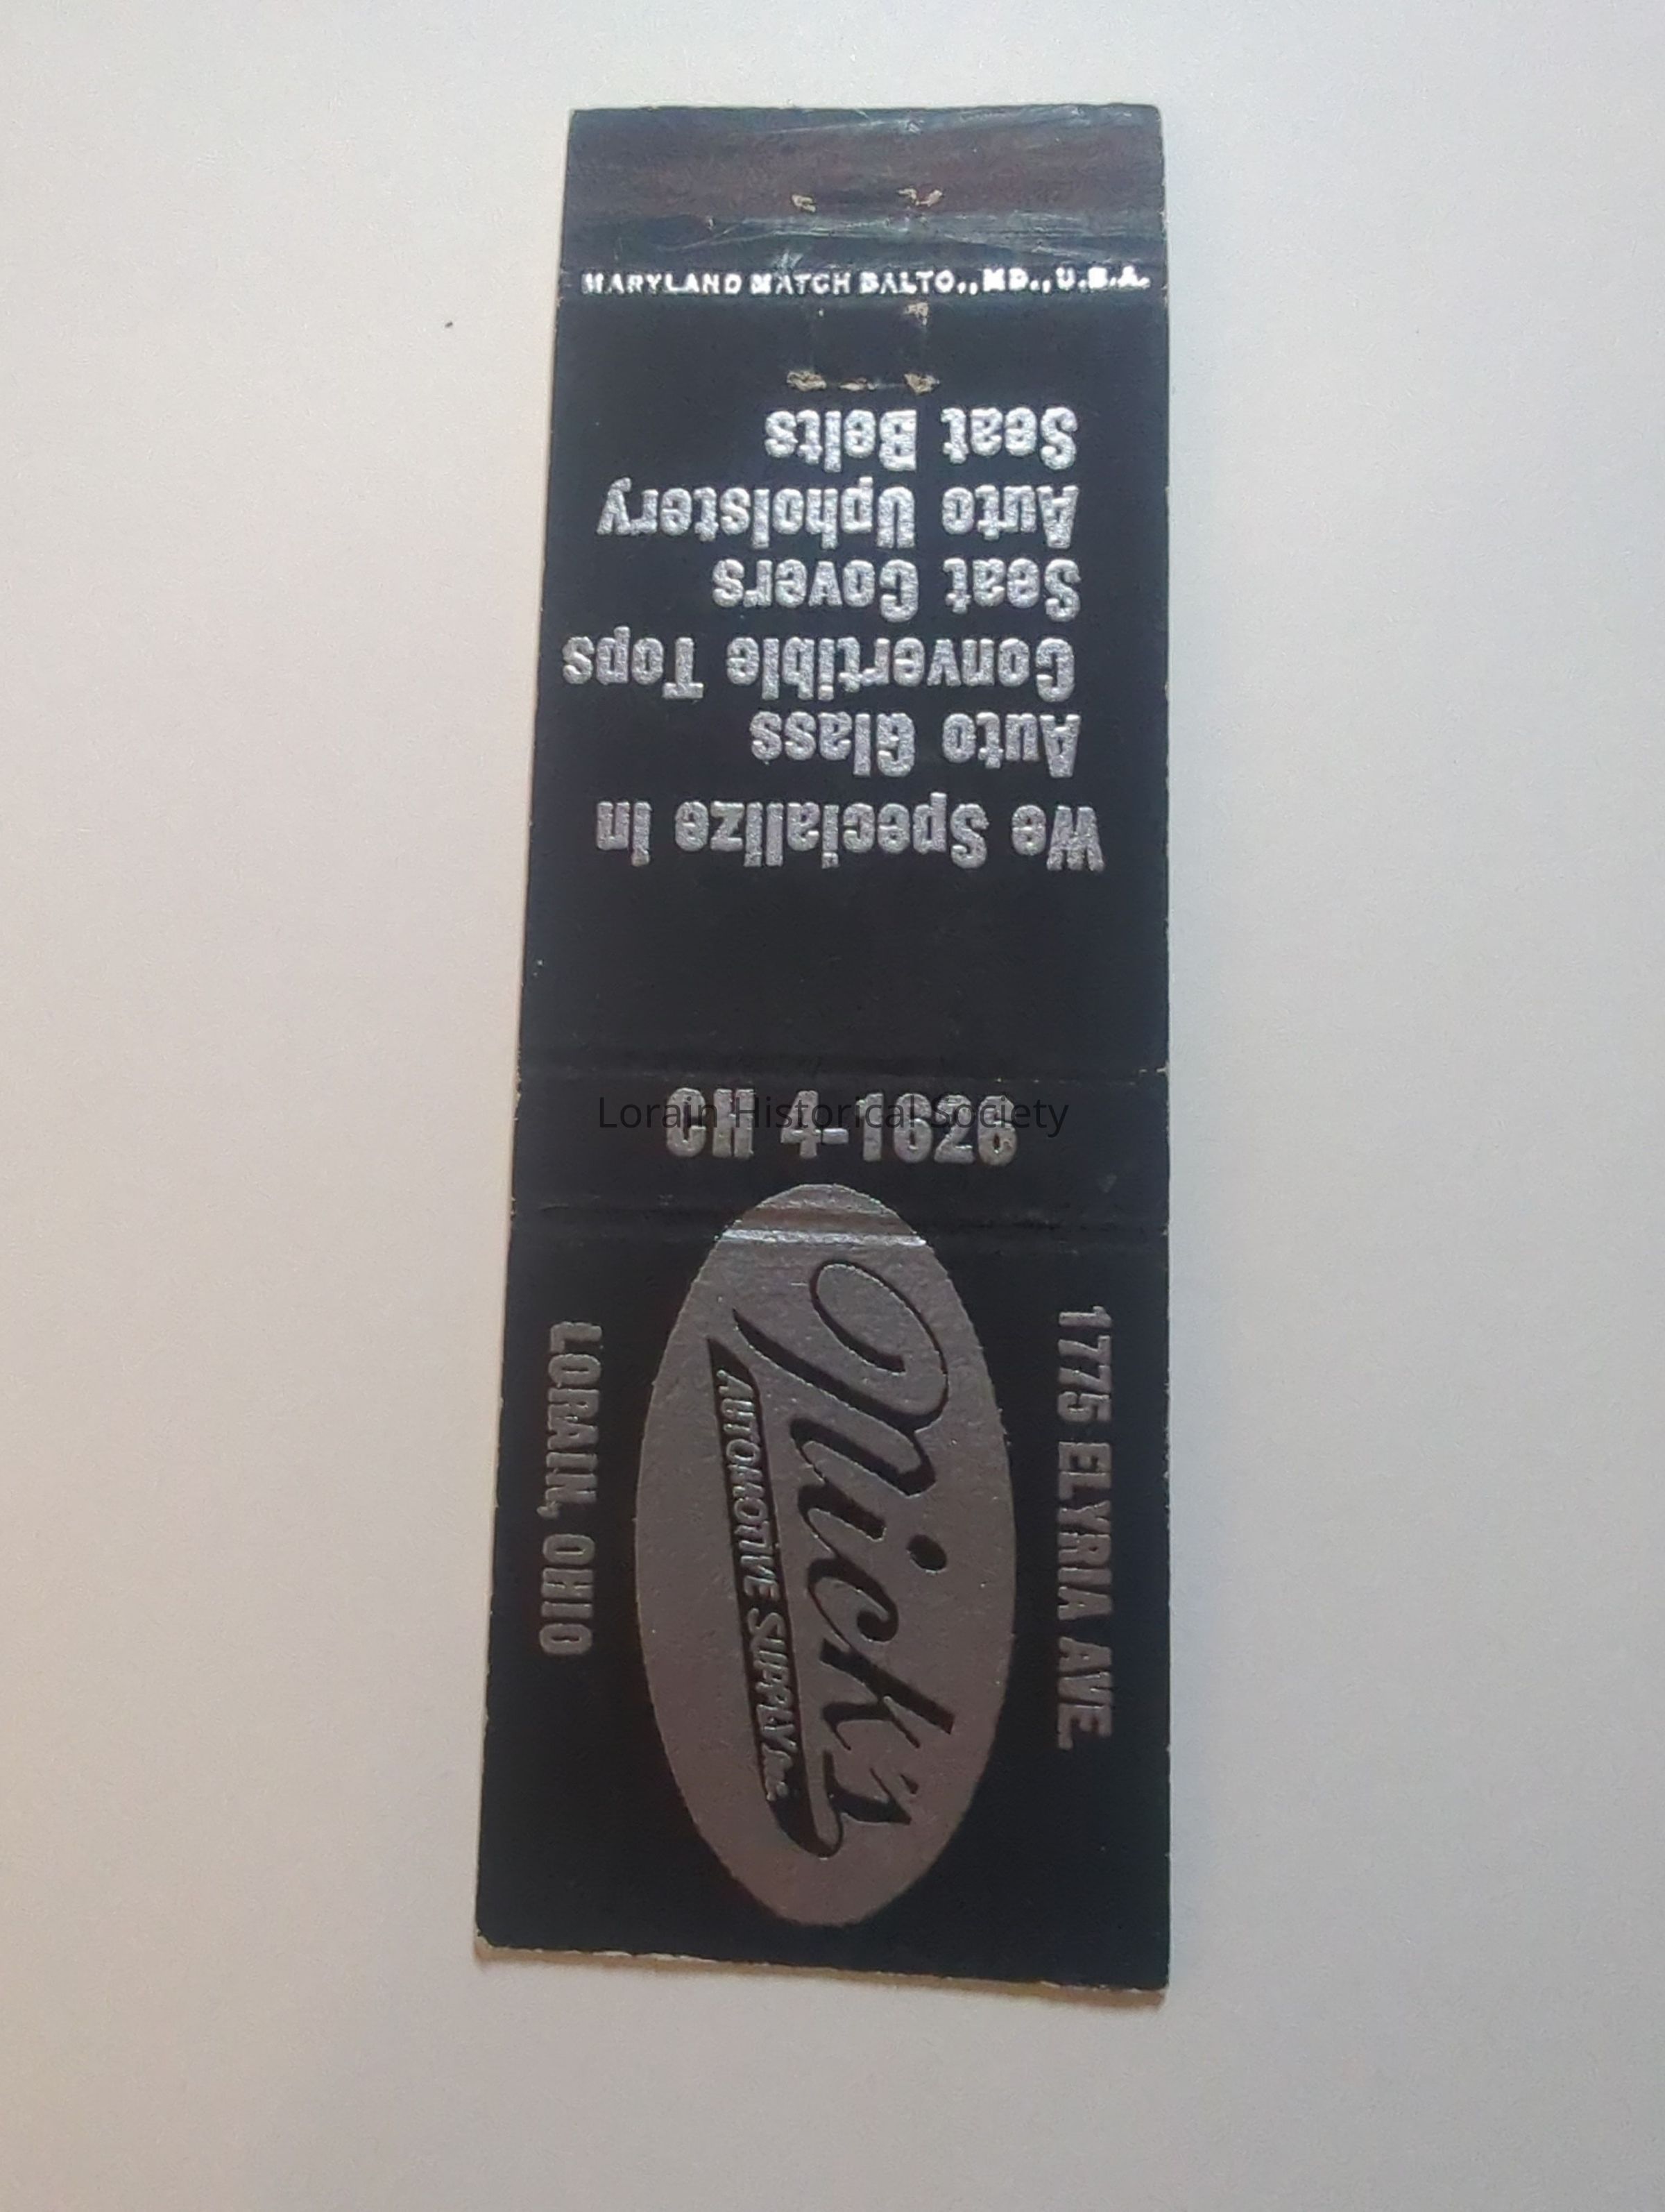 MARYLAND MATCH BALTO., MD., U.S.A.
We Specialize In
Auto Glass
Convertible Tops
Seat Covers
Auto Upholstery
Seat Belts
CH 4-1628
1775 ELYRIA AVE.
Nick's
AUTOMOTIVE SUPPLY Inc.
LORAIN, OHIO
Lorain Historical Society